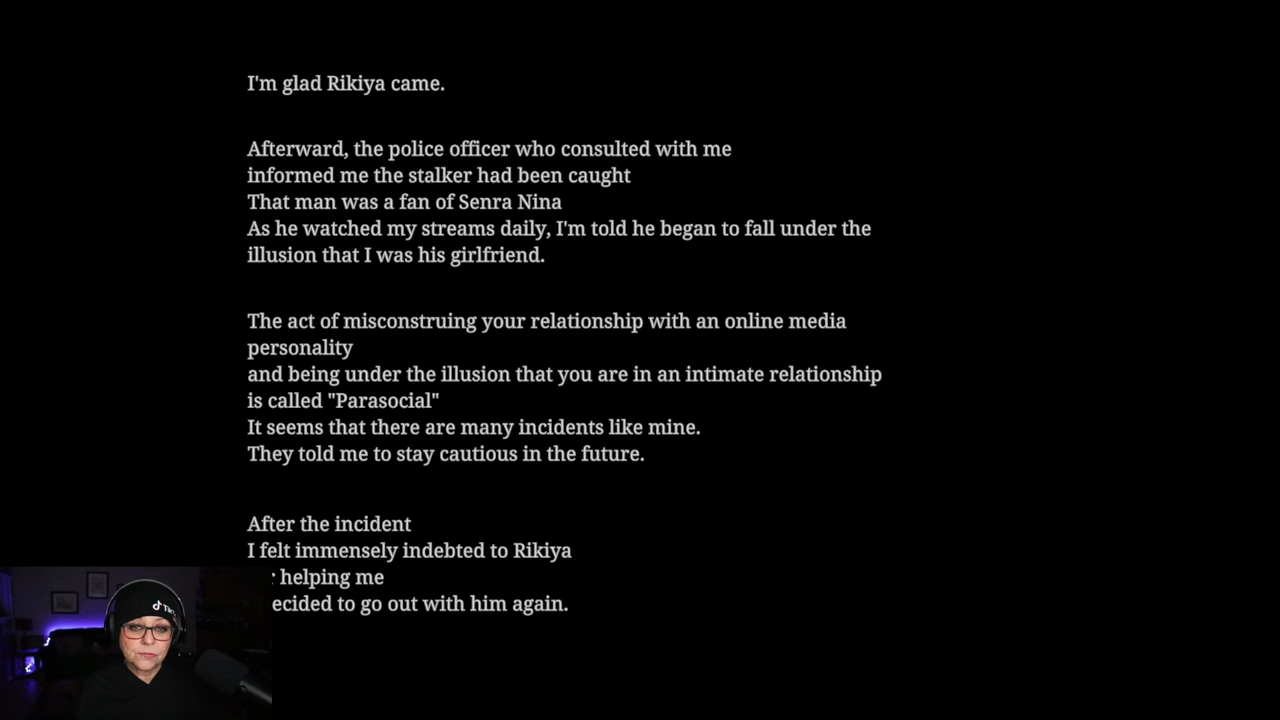 I'm glad Rikiya came.
Afterward, the police officer who consulted with me
informed me the stalker had been caught
That man was a fan of Senra Nina
As he watched my streams daily, I'm told he began to fall under the
illusion that I was his girlfriend.
The act of misconstruing your relationship with an online media
personality
and being under the illusion that you are in an intimate relationship
is called "Parasocial"
It seems that there are many incidents like mine.
They told me to stay cautious in the future.
After the incident
I felt immensely indebted to Rikiya
helping me
to go out with him again.